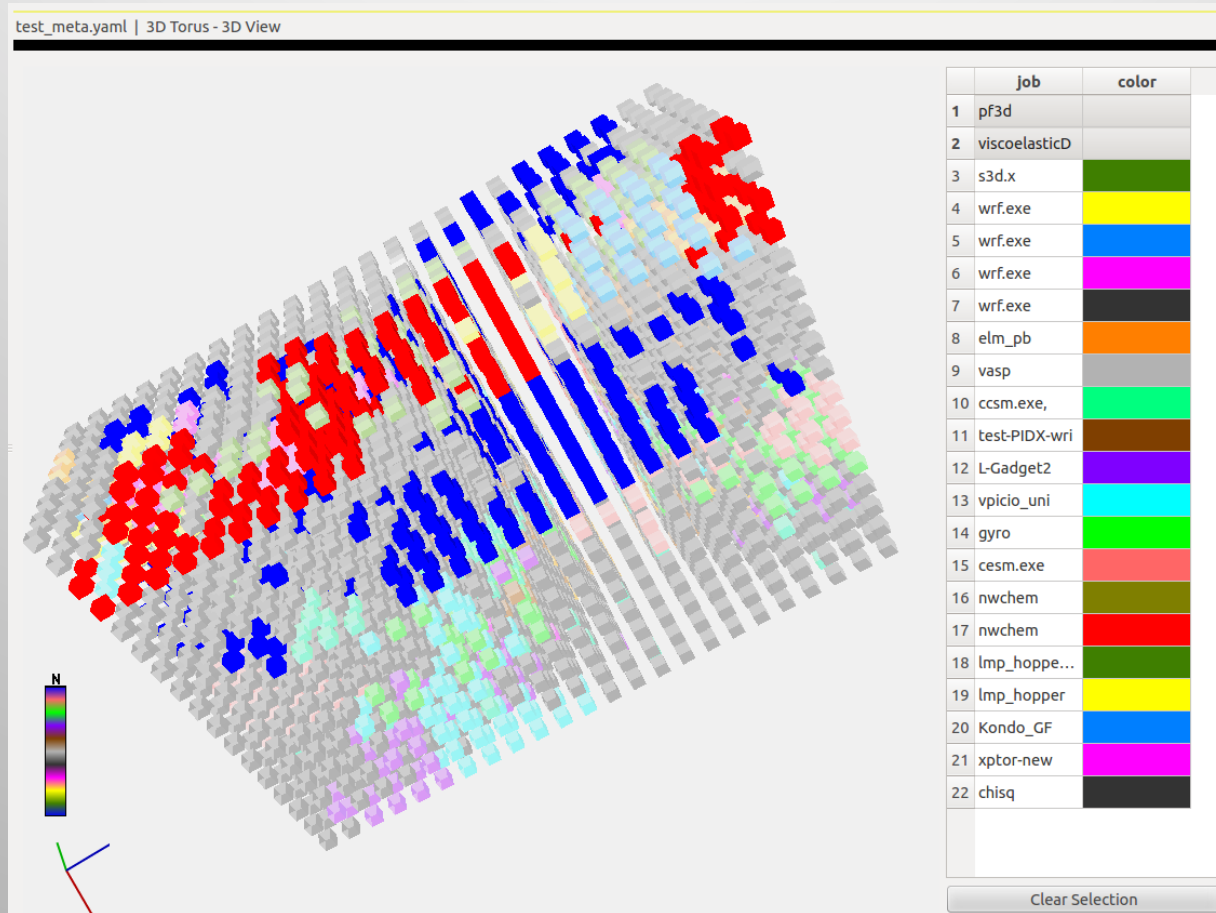 test_meta.yaml | 3D Torus - 3D View
job color
1 pf3d
2 viscoelasticD
3 s3d.x
4 wrf.exe
5 wrf.exe
6 wrf.exe
7 wrf.exe
8 elm_pb
9 vasp
10 ccsm.exe,
11 test-PIDX-wri
12 L-Gadget2
13 vpicio_uni
14 gyro
15 cesm.exe
16 nwchem
17 nwchem
18 lmp_hoppe...
19 lmp_hopper
20 Kondo_GF
21 xptor-new
22 chisq
N
Clear Selection